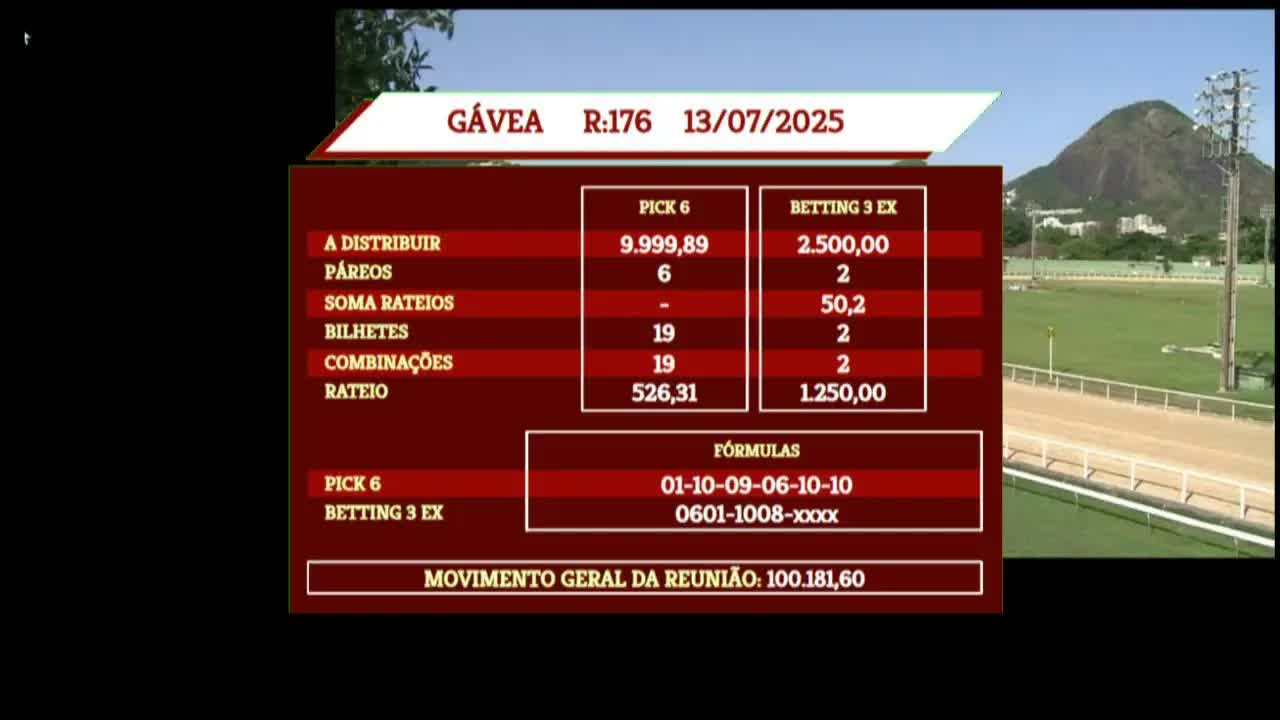 GÁVEA R:176 13/07/2025
PICK 6 BETTING 3 EX
A DISTRIBUIR 9.999,89 2.500,00
PÁREOS 6 2
SOMA RATEIOS - 50,2
BILHETES 19 2
COMBINAÇÕES 19 2
RATEIO 526,31 1.250,00
FÓRMULAS
PICK 6 01-10-09-06-10-10
BETTING 3 EX 0601-1008-xxxx
MOVIMENTO GERAL DA REUNIÃO: 100.181,60